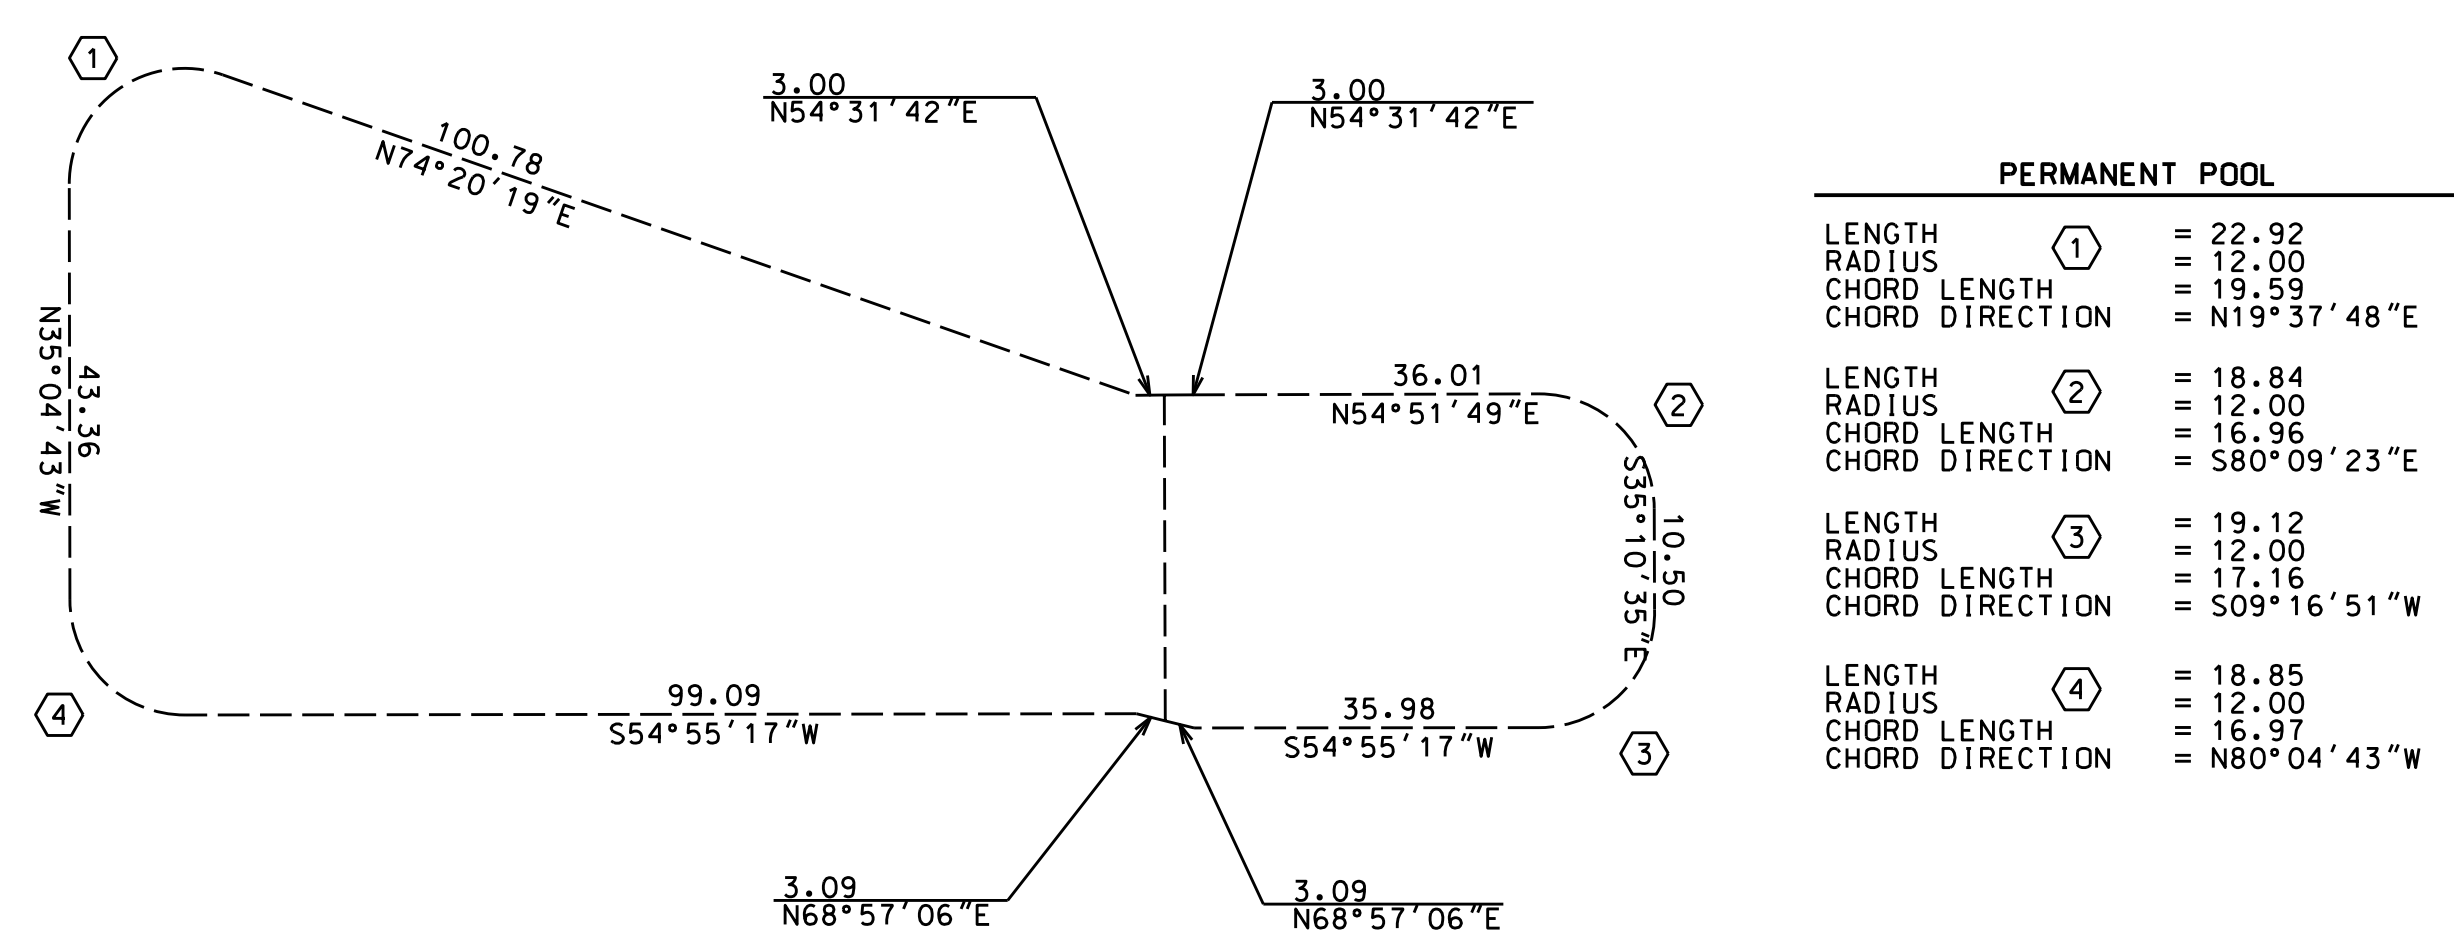 1
3.00
N54°31'42"E
3.00
N54°31'42"E
100.78
N74°20'19"E
43.36
N35°04'43"W
36.01
N54°51'49"E
2
10.50
S35°10'35"E
99.09
S54°55'17"W
35.98
S54°55'17"W
4
3
3.09
N68°57'06"E
3.09
N68°57'06"E
PERMANENT POOL
LENGTH = 22.92
1
RADIUS = 12.00
CHORD LENGTH = 19.59
CHORD DIRECTION = N19°37'48"E
LENGTH = 18.84
2
RADIUS = 12.00
CHORD LENGTH = 16.96
CHORD DIRECTION = S80°09'23"E
LENGTH = 19.12
3
RADIUS = 12.00
CHORD LENGTH = 17.16
CHORD DIRECTION = S09°16'51"W
LENGTH = 18.85
4
RADIUS = 12.00
CHORD LENGTH = 16.97
CHORD DIRECTION = N80°04'43"W